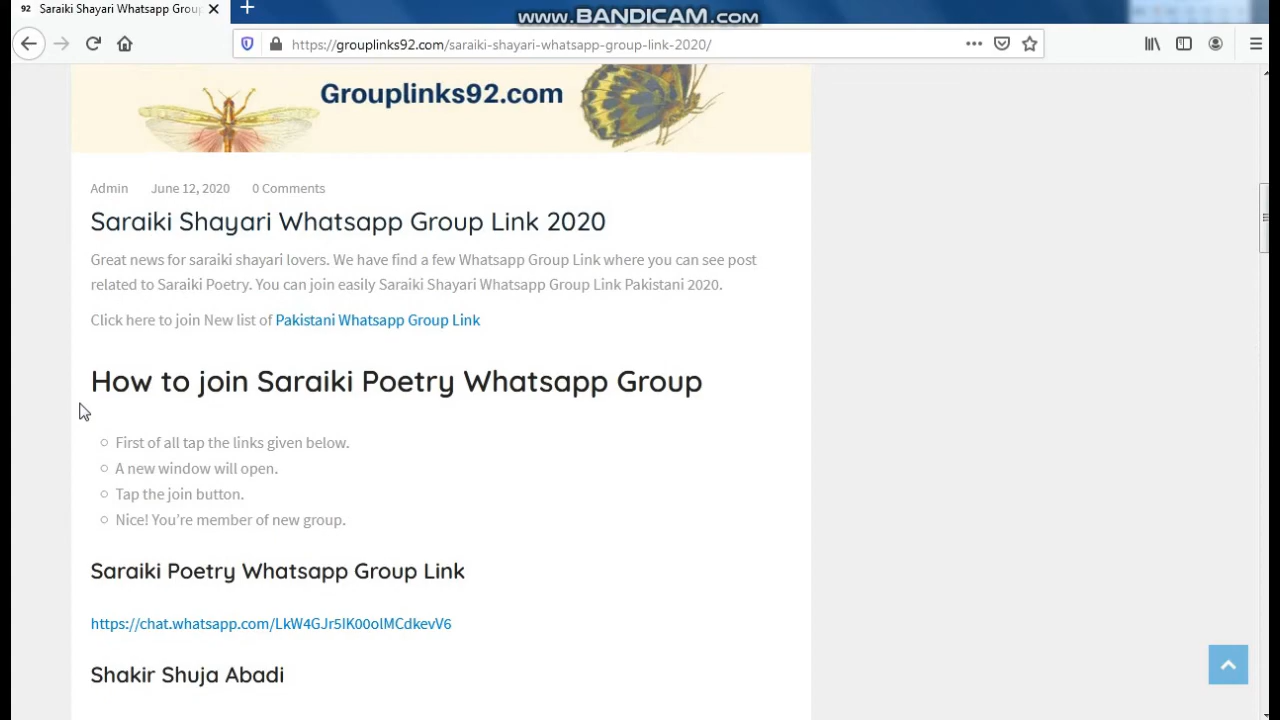 www.BANDICAM.com
92 Saraiki Shayari Whatsapp Grou
https://grouplinks92.com/saraiki-shayari-whatsapp-group-link-2020/
Grouplinks92.com
Admin June 12, 2020 0 Comments
Saraiki Shayari Whatsapp Group Link 2020
Great news for saraiki shayari lovers. We have find a few Whatsapp Group Link where you can see post
related to Saraiki Poetry. You can join easily Saraiki Shayari Whatsapp Group Link Pakistani 2020.
Click here to join New list of Pakistani Whatsapp Group Link
How to join Saraiki Poetry Whatsapp Group
First of all tap the links given below.
A new window will open.
Tap the join button.
Nice! You’re member of new group.
Saraiki Poetry Whatsapp Group Link
https://chat.whatsapp.com/LkW4GJr5IK00olMCdkevV6
Shakir Shuja Abadi